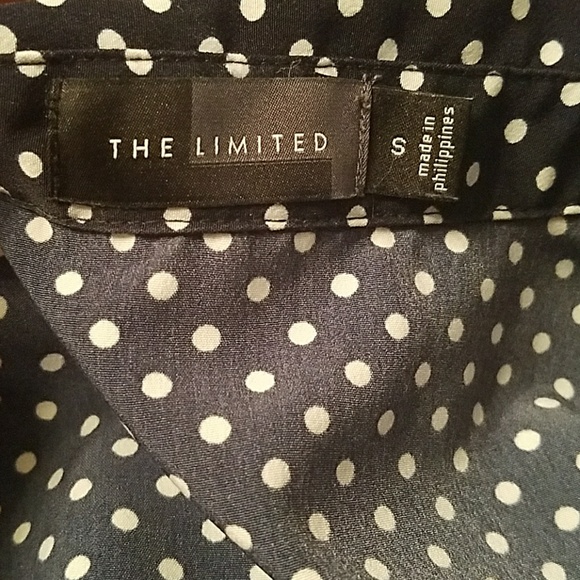 THE LIMITED
S
made in
philippines